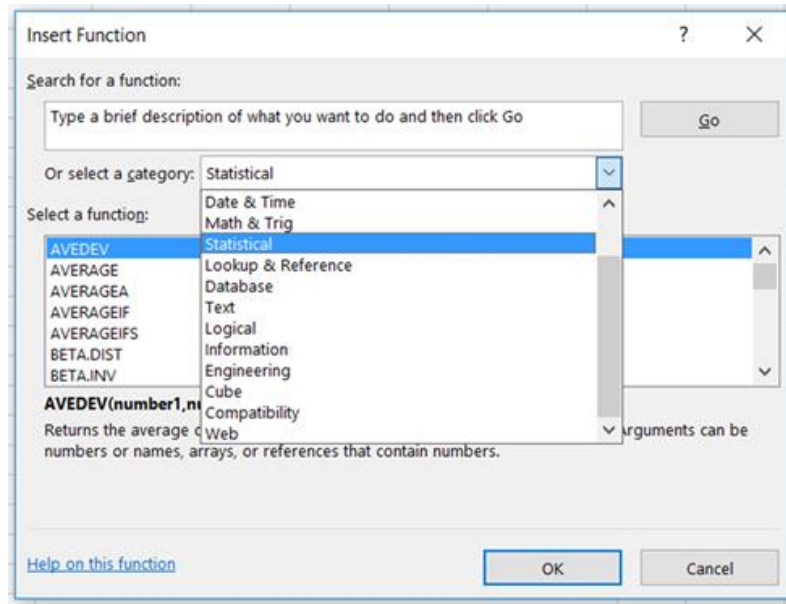 Insert Function ? ×
Search for a function:
Type a brief description of what you want to do and then click Go
Go
Or select a category: Statistical
Date & Time
Math & Trig
Statistical
Lookup & Reference
Database
Text
Logical
Information
Engineering
Cube
Compatibility
Web
Select a function:
AVEDEV
AVERAGE
AVERAGEA
AVERAGEIF
AVERAGEIFS
BETA.DIST
BETA.INV
AVEDEV(number1,
Returns the average
Arguments can be
numbers or names, arrays, or references that contain numbers.
Help on this function
OK
Cancel